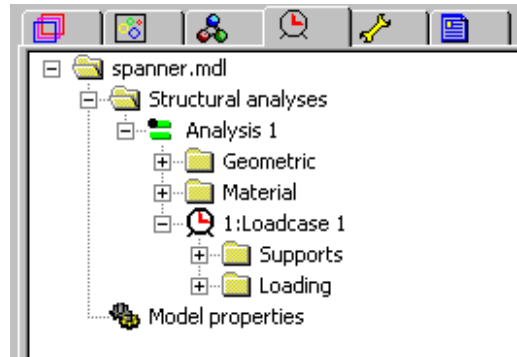 spanner.mdl
Structural analyses
Analysis 1
Geometric
Material
1:Loadcase 1
Supports
Loading
Model properties